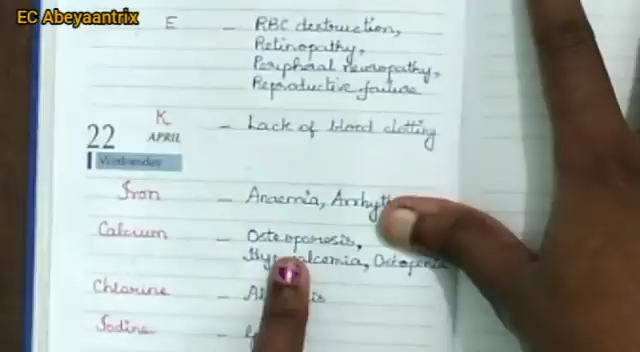 EC Abeyaantrix
E - RBC destruction,
Retinopathy,
Peripheral neuropathy,
Reproductive failure
K - Lack of blood clotting
22 APRIL
Wednesday
Iron - Anaemia,
Calcium - Osteoporosis,
Osteopenia
Chlorine -
Iodine -